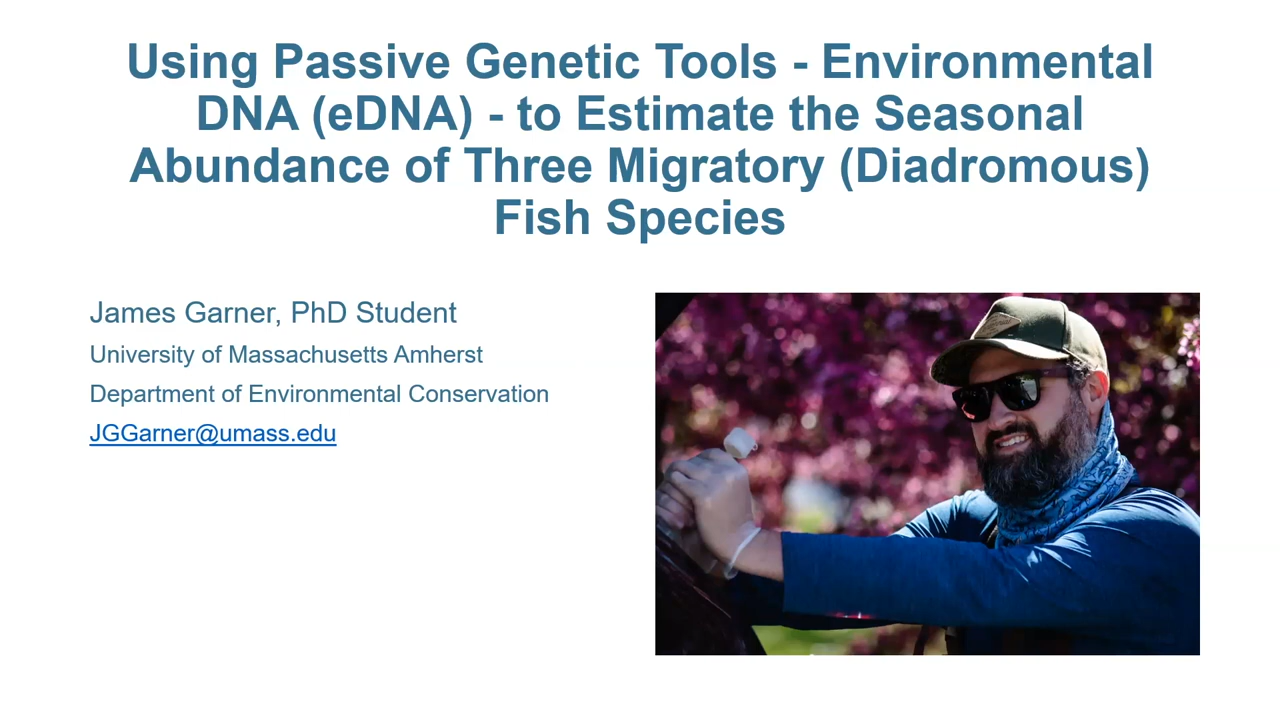 Using Passive Genetic Tools - Environmental
DNA (eDNA) - to Estimate the Seasonal
Abundance of Three Migratory (Diadromous)
Fish Species
James Garner, PhD Student
University of Massachusetts Amherst
Department of Environmental Conservation
JGGarner@umass.edu